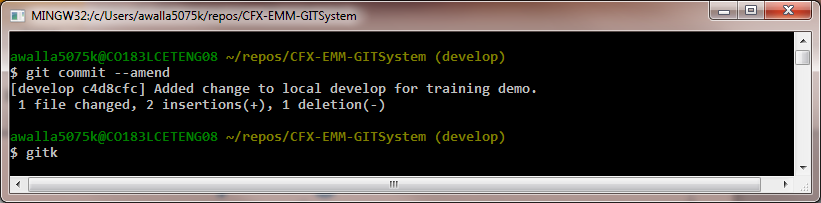 MINGW32:/c/Users/awalla5075k/repos/CFX-EMM-GITSystem
awalla5075k@CO183LCETENG08 ~/repos/CFX-EMM-GITSystem (develop)
$ git commit --amend
[develop c4d8cfc] Added change to local develop for training demo.
 1 file changed, 2 insertions(+), 1 deletion(-)
awalla5075k@CO183LCETENG08 ~/repos/CFX-EMM-GITSystem (develop)
$ gitk